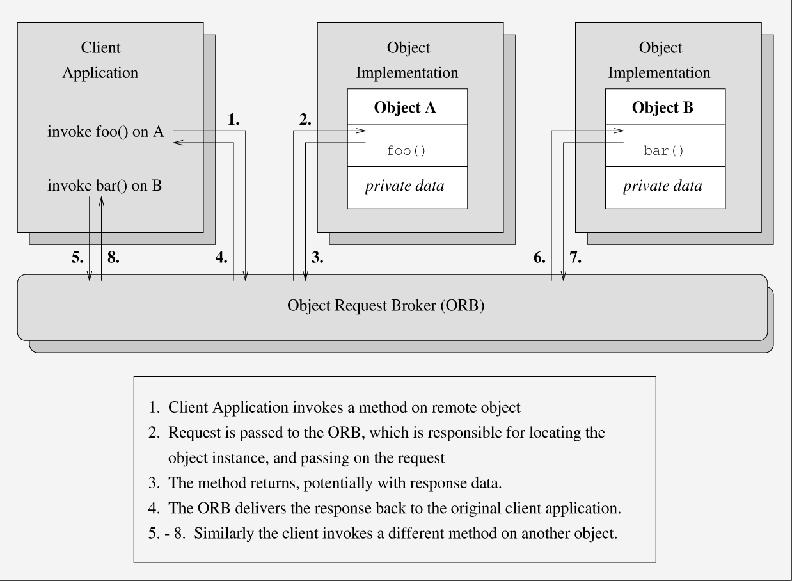 Client
Application
invoke foo() on A
invoke bar() on B
Object
Implementation
Object A
foo()
private data
Object
Implementation
Object B
bar()
private data
1.
2.
5.
8.
4.
3.
6.
7.
Object Request Broker (ORB)
1. Client Application invokes a method on remote object
2. Request is passed to the ORB, which is responsible for locating the
object instance, and passing on the request
3. The method returns, potentially with response data.
4. The ORB delivers the response back to the original client application.
5. - 8. Similarly the client invokes a different method on another object.